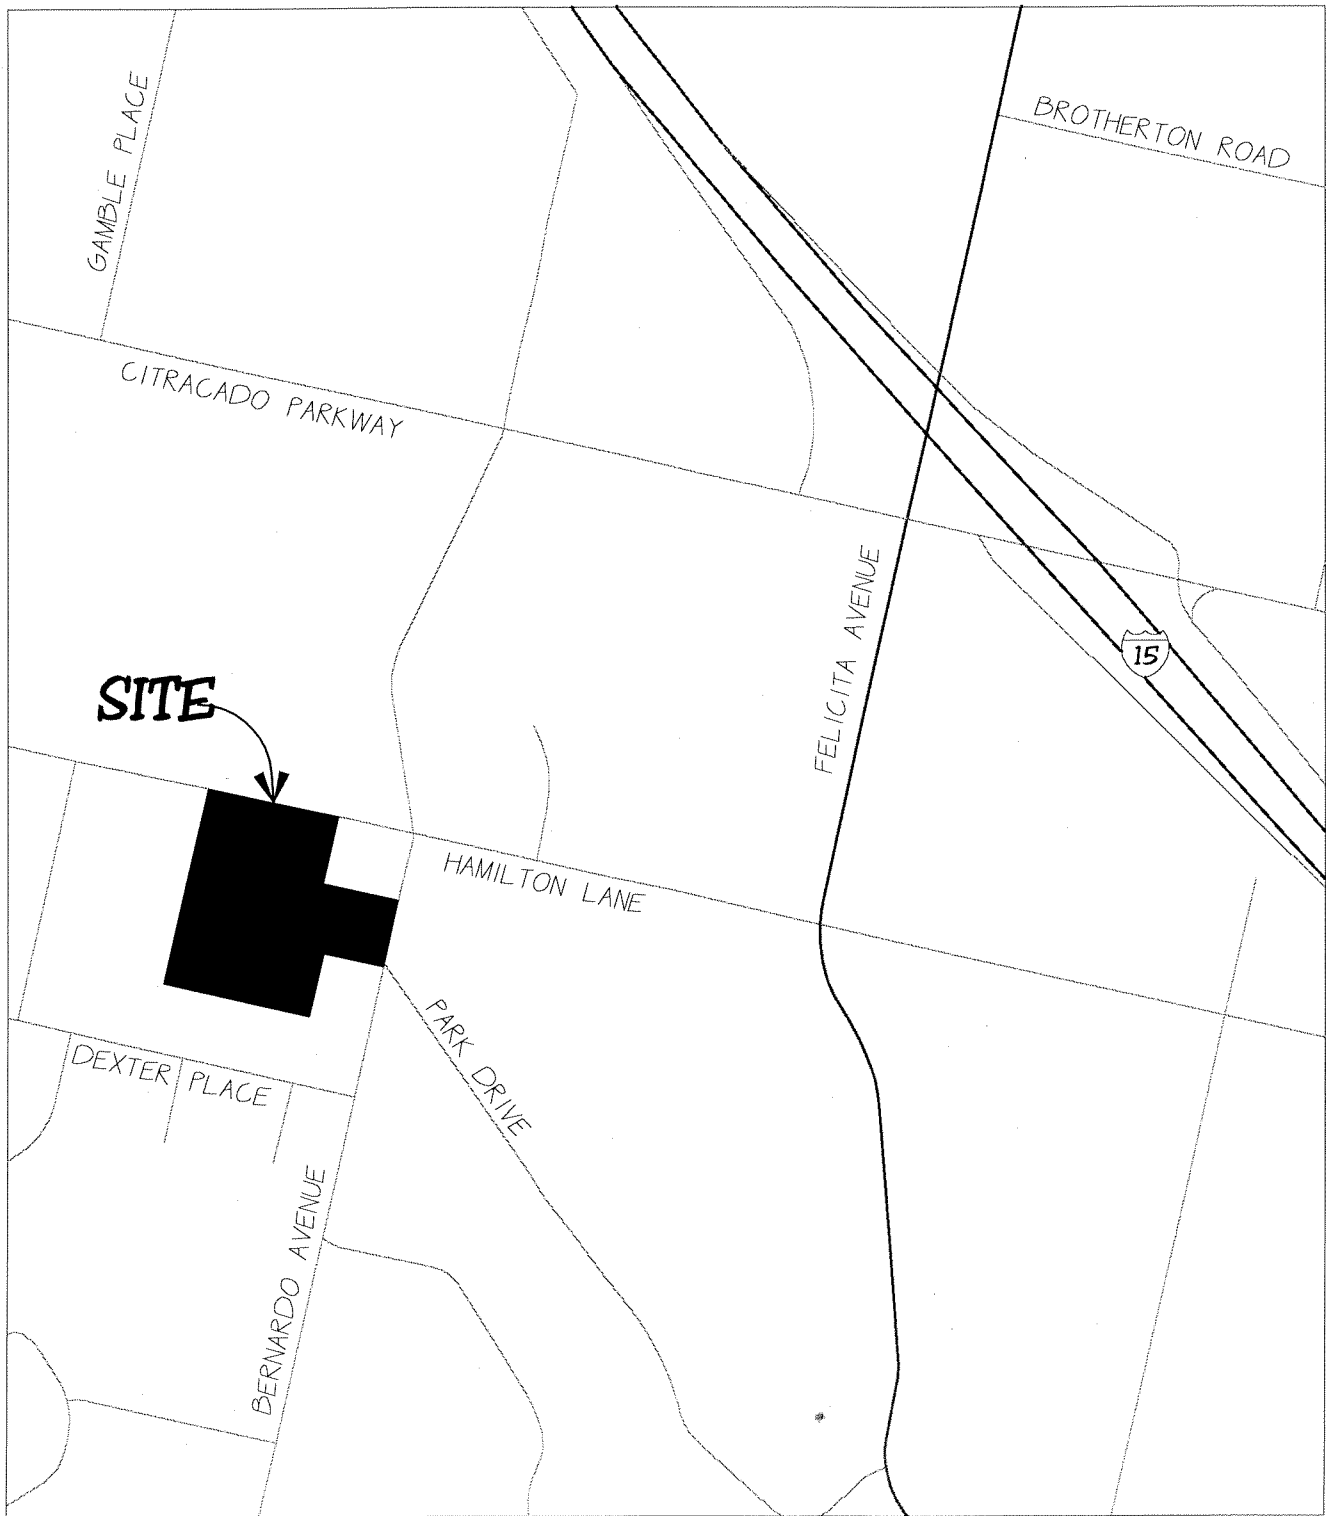 GAMBLE PLACE
BROTHERTON ROAD
CITRACADO PARKWAY
FELICITA AVENUE
15
SITE
HAMILTON LANE
PARK DRIVE
DEXTER PLACE
BERNARDO AVENUE